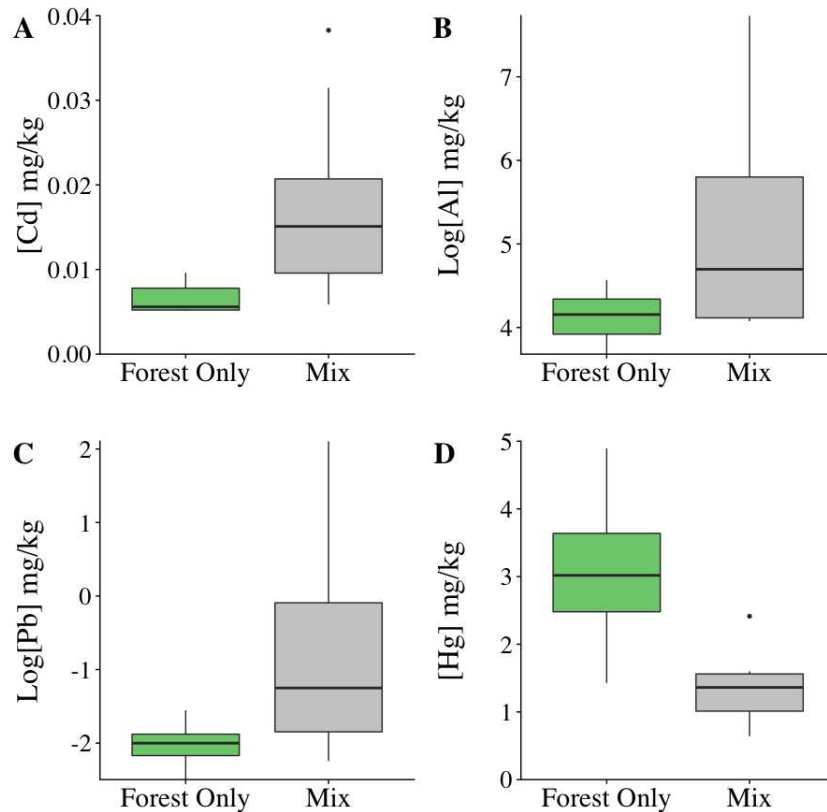 A
[Cd] mg/kg
0.04
0.03
0.02
0.01
0.00
Forest Only
Mix
B
Log[Al] mg/kg
7
6
5
4
Forest Only
Mix
C
Log[Pb] mg/kg
2
1
0
-1
-2
Forest Only
Mix
D
[Hg] mg/kg
5
4
3
2
1
0
Forest Only
Mix